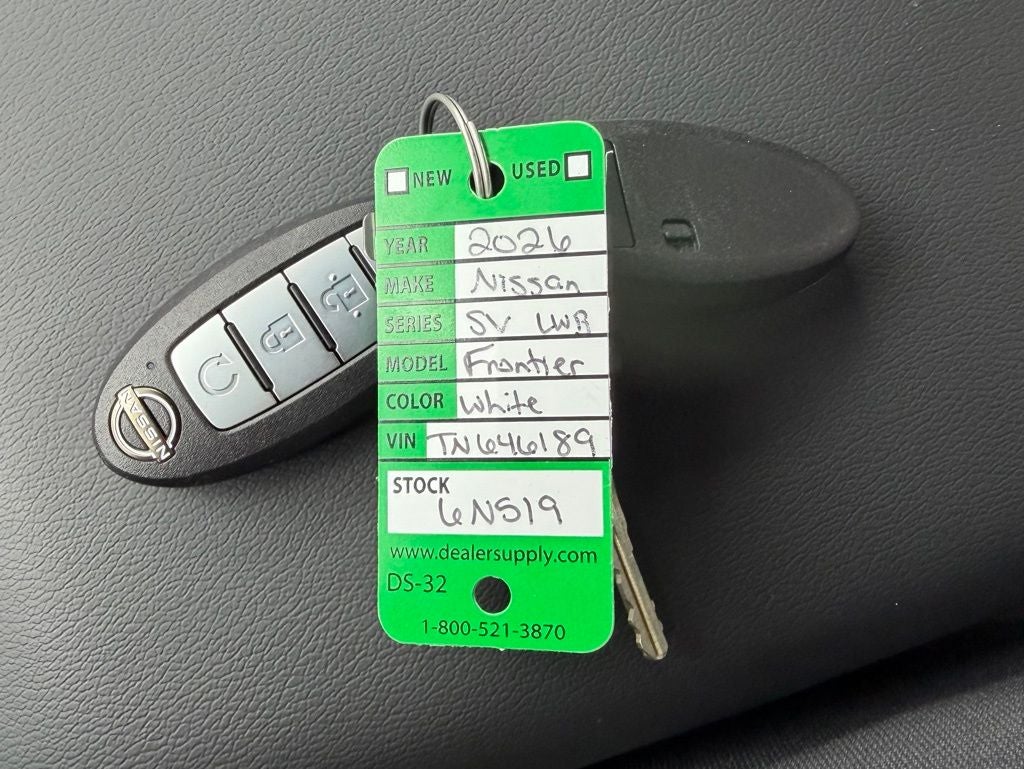 NEW USED
YEAR 2026
MAKE Nissan
SERIES SV LWB
MODEL Frontier
COLOR White
VIN TN646189
STOCK
6N519
www.dealersupply.com
DS-32
1-800-521-3870
NISSAN